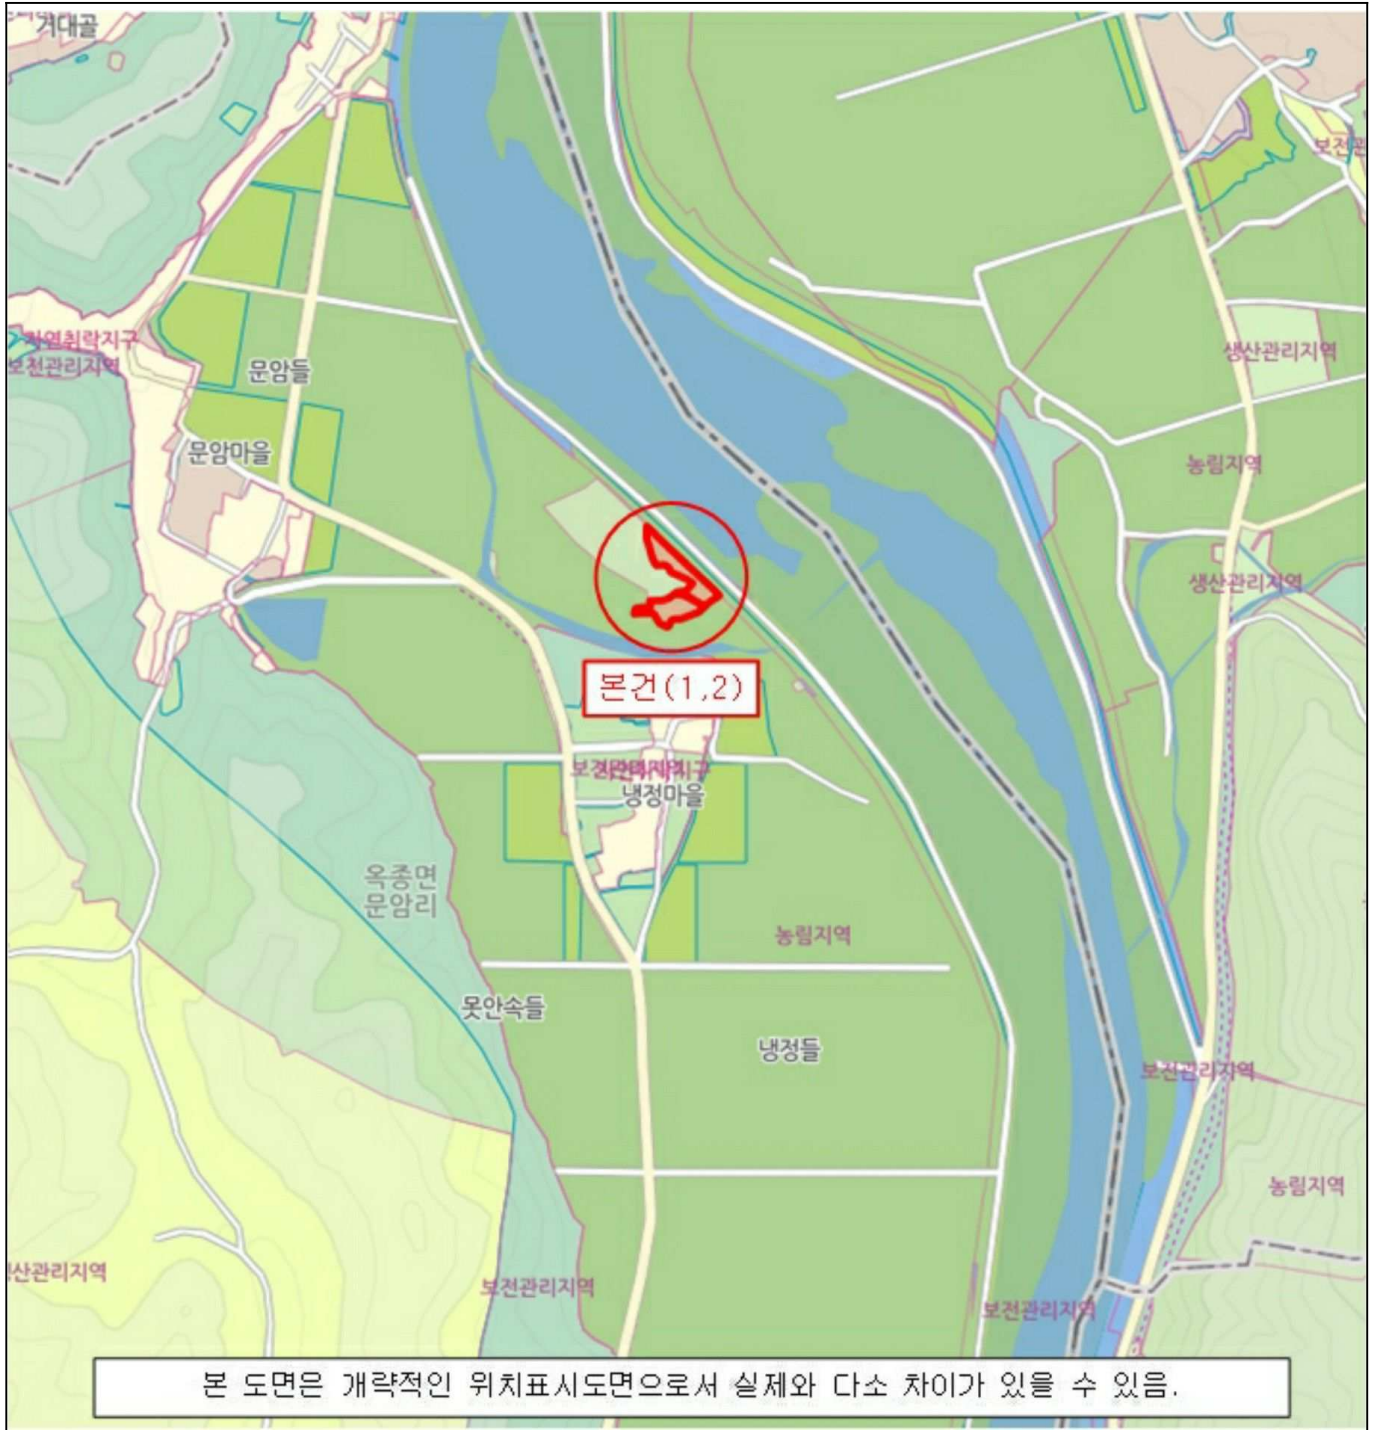 거대골
보전관
자연취락지구
보전관리지역
생산관리지역
문암들
문암마을
농림지역
생산관리지역
본건(1,2)
냉정마을
옥종면
문암리
농림지역
못안속들
냉정들
보전관리지역
농림지역
산관리지역
보전관리지역
보전관리지역
본 도면은 개략적인 위치표시도면으로서 실제와 다소 차이가 있을 수 있음.